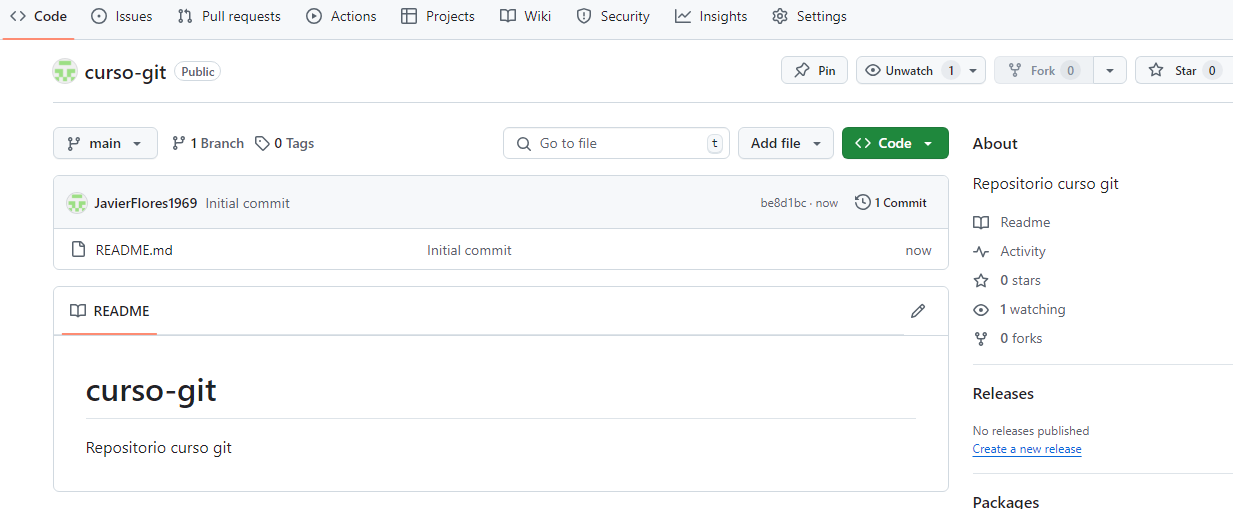 Code Issues Pull requests Actions Projects Wiki Security Insights Settings
curso-git Public Pin Unwatch 1 Fork 0 Star 0
main 1 Branch 0 Tags Go to file t Add file Code
About
Repositorio curso git
JavierFlores1969 Initial commit be8d1bc · now 1 Commit
README.md Initial commit now
Readme
Activity
0 stars
1 watching
0 forks
README
curso-git
Repositorio curso git
Releases
No releases published
Create a new release
Packages